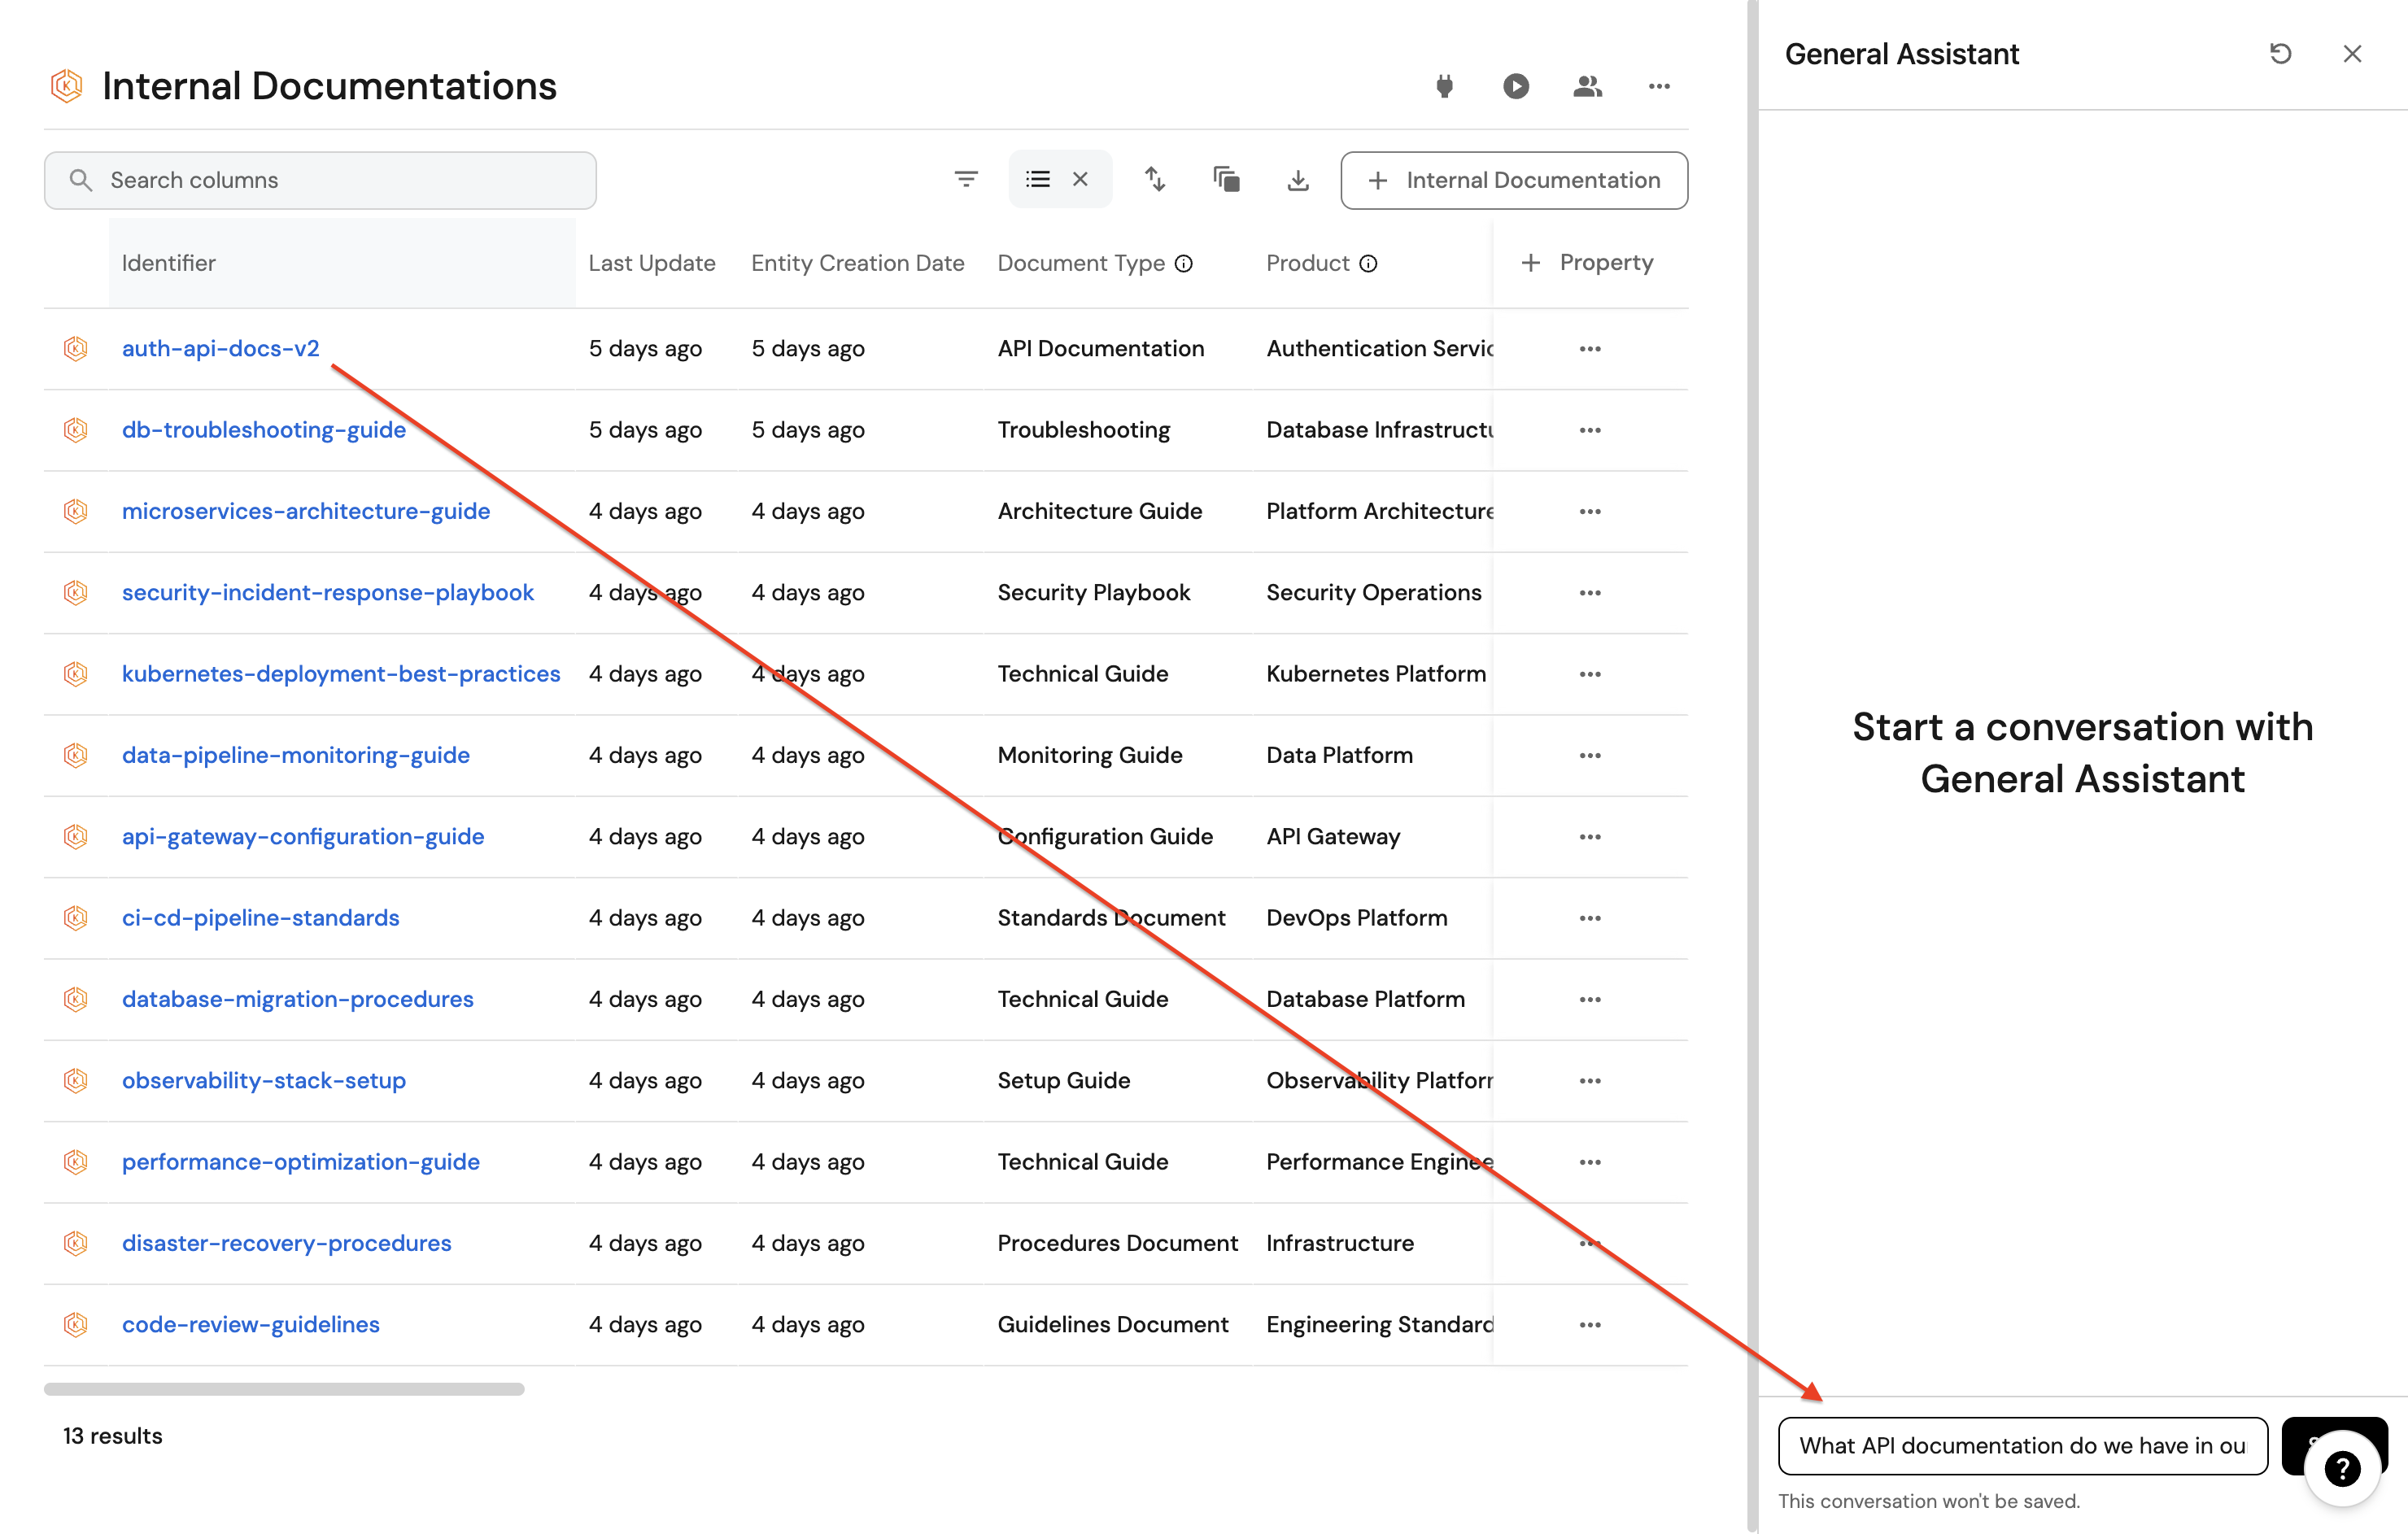 Internal Documentations
Search columns
Internal Documentation
Identifier Last Update Entity Creation Date Document Type Product Property
auth-api-docs-v2 5 days ago 5 days ago API Documentation Authentication Servic
db-troubleshooting-guide 5 days ago 5 days ago Troubleshooting Database Infrastructu
microservices-architecture-guide 4 days ago 4 days ago Architecture Guide Platform Architecture
security-incident-response-playbook 4 days ago 4 days ago Security Playbook Security Operations
kubernetes-deployment-best-practices 4 days ago 4 days ago Technical Guide Kubernetes Platform
data-pipeline-monitoring-guide 4 days ago 4 days ago Monitoring Guide Data Platform
api-gateway-configuration-guide 4 days ago 4 days ago Configuration Guide API Gateway
ci-cd-pipeline-standards 4 days ago 4 days ago Standards Document DevOps Platform
database-migration-procedures 4 days ago 4 days ago Technical Guide Database Platform
observability-stack-setup 4 days ago 4 days ago Setup Guide Observability Platfor
performance-optimization-guide 4 days ago 4 days ago Technical Guide Performance Enginee
disaster-recovery-procedures 4 days ago 4 days ago Procedures Document Infrastructure
code-review-guidelines 4 days ago 4 days ago Guidelines Document Engineering Standard
13 results
General Assistant
Start a conversation with
General Assistant
What API documentation do we have in ou
This conversation won't be saved.